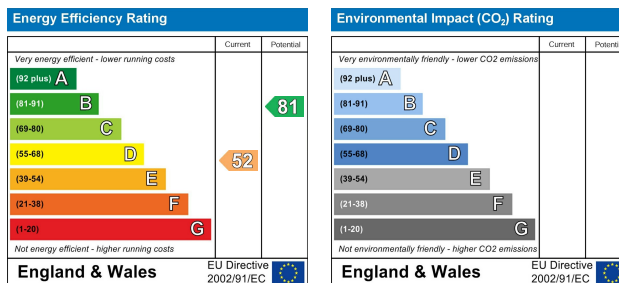 Energy Efficiency Rating
Current Potential
Very energy efficient - lower running costs
(92 plus) A
(81-91) B
(69-80) C
(55-68) D
(39-54) E
(21-38) F
(1-20) G
52
81
Not energy efficient - higher running costs
England & Wales
EU Directive
2002/91/EC
Environmental Impact (CO₂) Rating
Current Potential
Very environmentally friendly - lower CO2 emissions
(92 plus) A
(81-91) B
(69-80) C
(55-68) D
(39-54) E
(21-38) F
(1-20) G
Not environmentally friendly - higher CO2 emissions
England & Wales
EU Directive
2002/91/EC